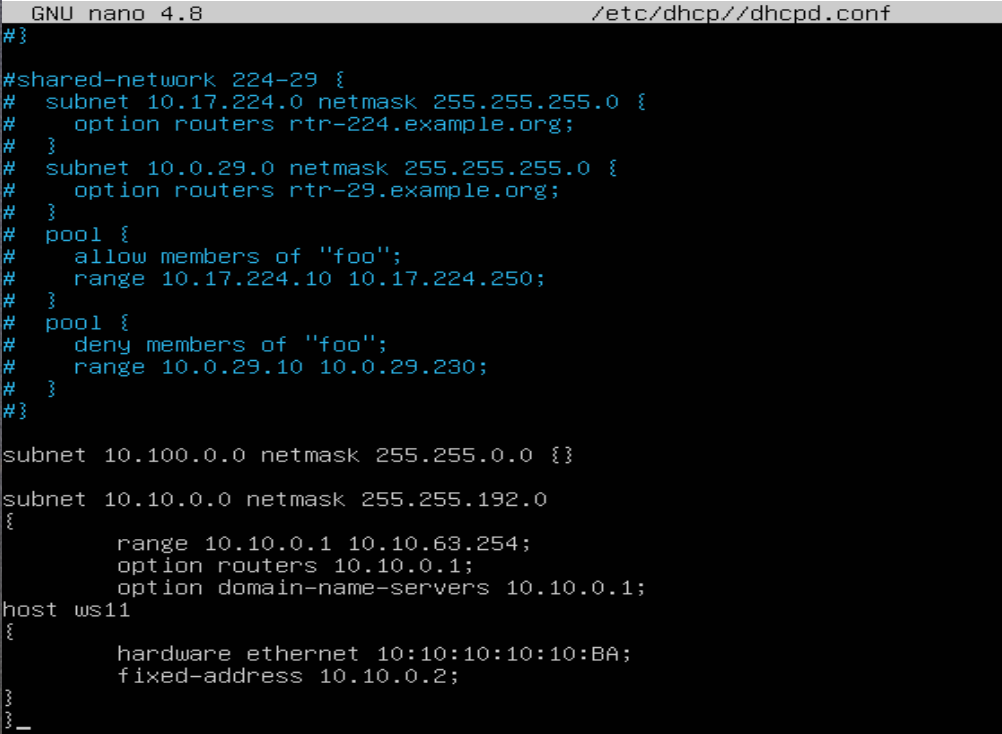 GNU nano 4.8 /etc/dhcp//dhcpd.conf
#}
#shared-network 224-29 {
#  subnet 10.17.224.0 netmask 255.255.255.0 {
#    option routers rtr-224.example.org;
#  }
#  subnet 10.0.29.0 netmask 255.255.255.0 {
#    option routers rtr-29.example.org;
#  }
#  pool {
#    allow members of "foo";
#    range 10.17.224.10 10.17.224.250;
#  }
#  pool {
#    deny members of "foo";
#    range 10.0.29.10 10.0.29.230;
#  }
#}
subnet 10.100.0.0 netmask 255.255.0.0 {}
subnet 10.10.0.0 netmask 255.255.192.0
{
        range 10.10.0.1 10.10.63.254;
        option routers 10.10.0.1;
        option domain-name-servers 10.10.0.1;
host ws11
{
        hardware ethernet 10:10:10:10:10:BA;
        fixed-address 10.10.0.2;
}
}